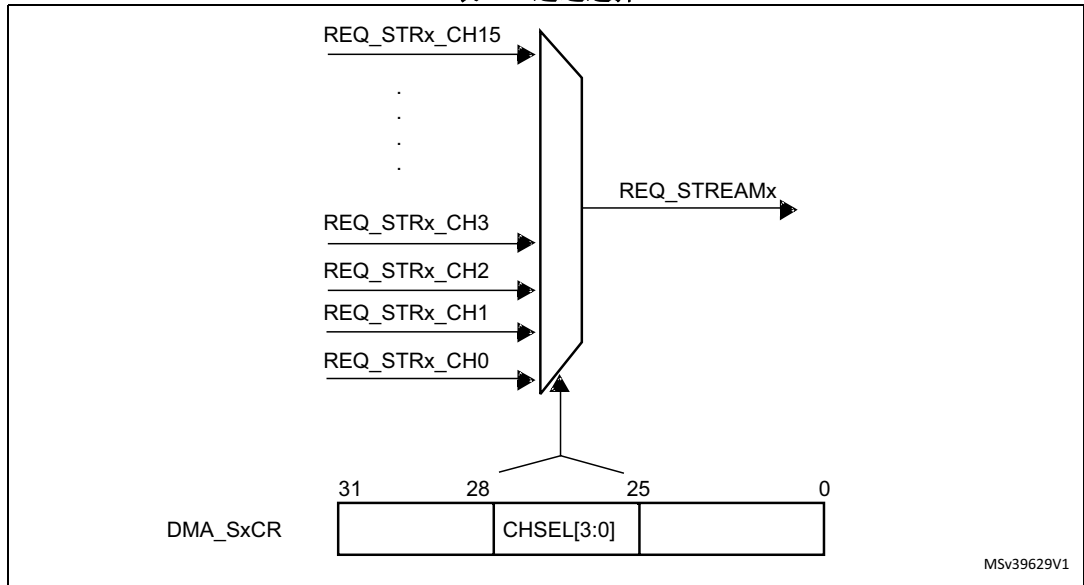 REQ_STRx_CH15
REQ_STREAMx
REQ_STRx_CH3
REQ_STRx_CH2
REQ_STRx_CH1
REQ_STRx_CH0
31 28 25 0
DMA_SxCR CHSEL[3:0]
MSv39629V1